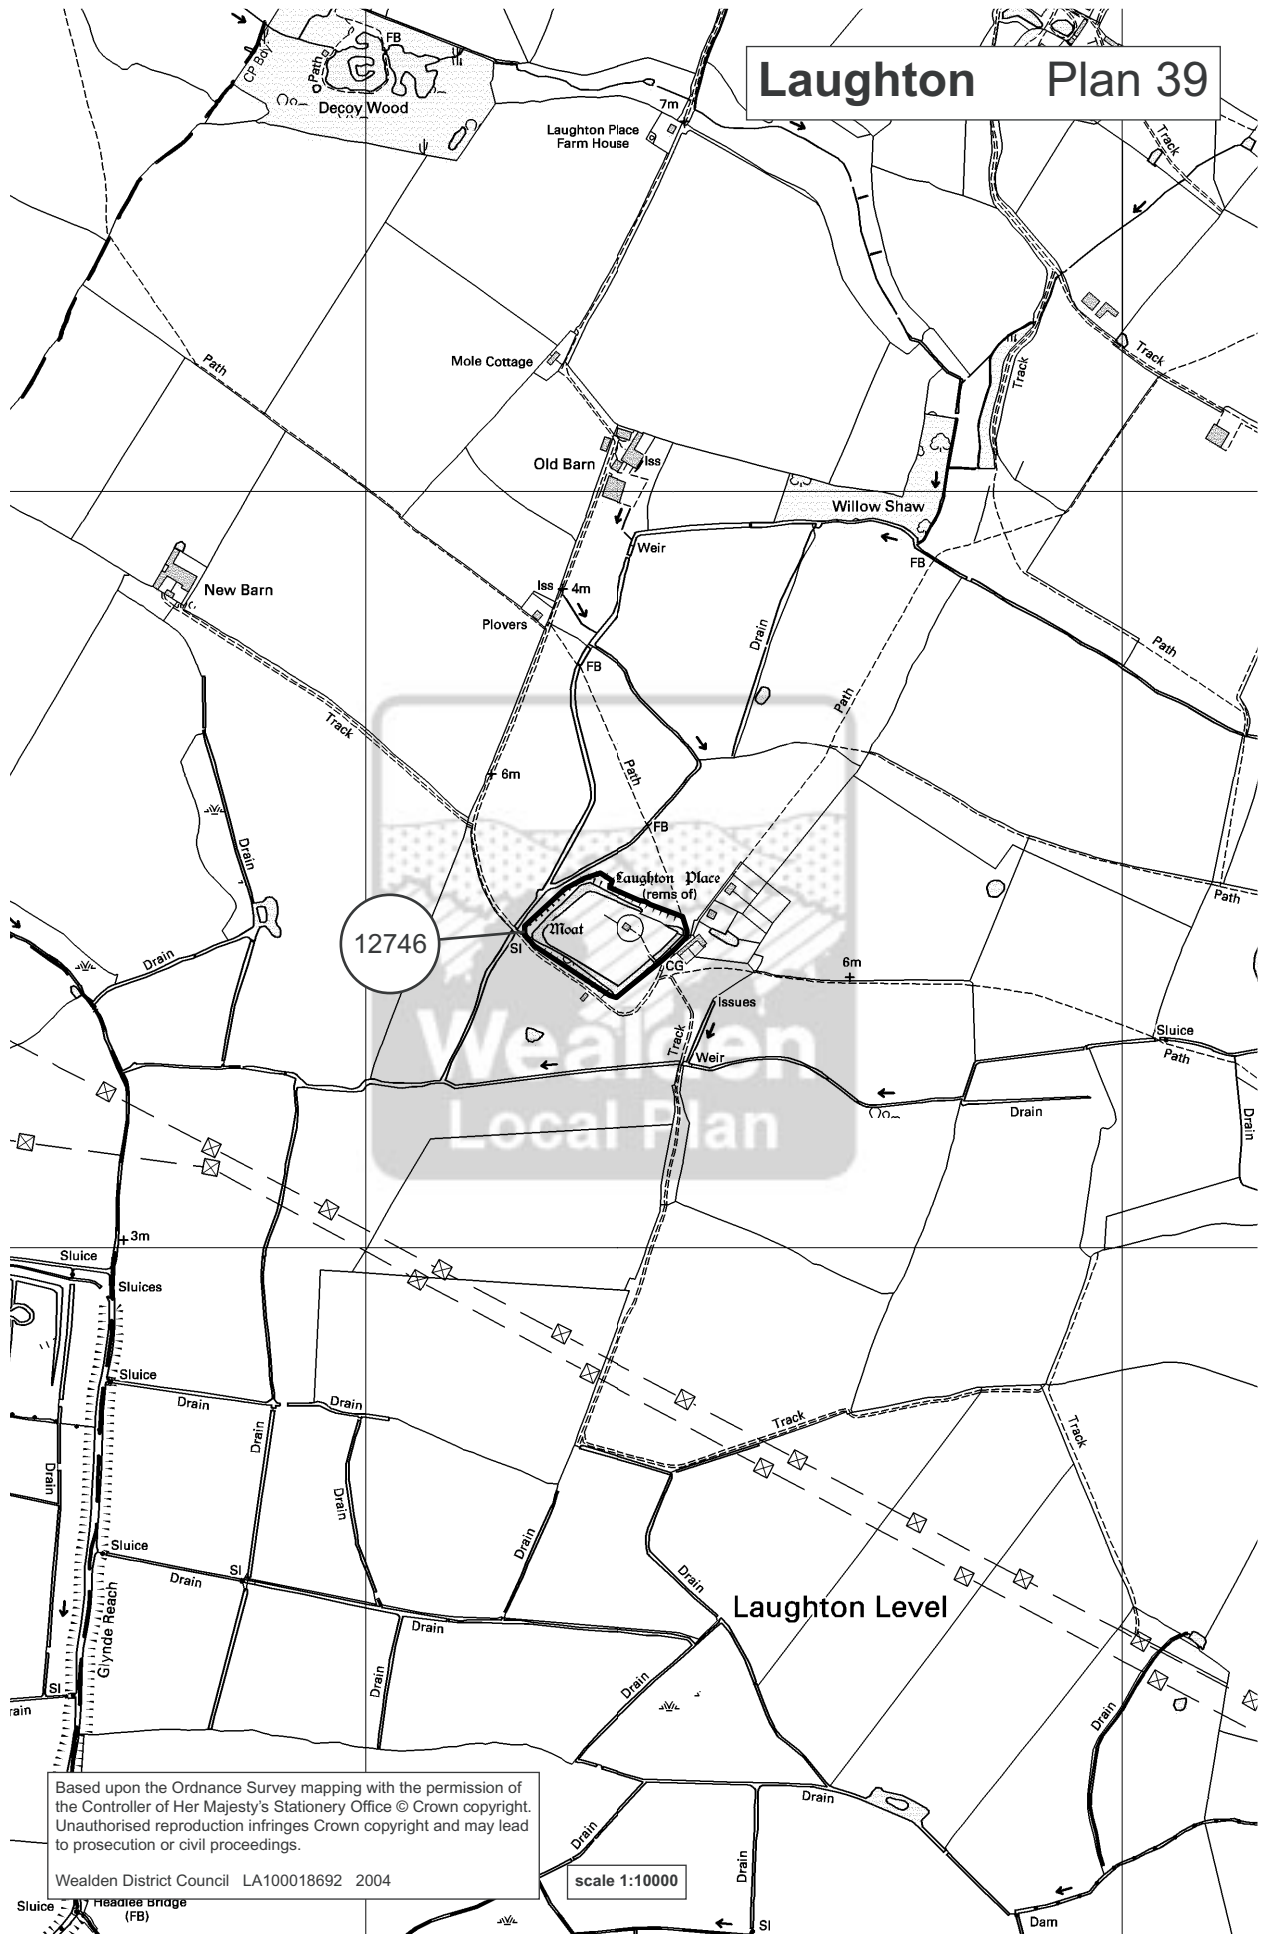 Laughton Plan 39
FB
CP Bdy
Path
Decoy Wood
7m
Laughton Place
Farm House
Track
Mole Cottage
Path
Track
Track
Old Barn
Iss
Willow Shaw
Weir
FB
New Barn
Iss
4m
Plovers
Drain
Path
FB
Path
Track
6m
Path
FB
Drain
Laughton Place
(rems of)
Path
12746
Moat
SI
CG
6m
Drain
Issues
Wealden
Local Plan
Track
Weir
Sluice
Path
Drain
Drain
3m
Sluice
Sluices
Sluice
Drain
Drain
Drain
Track
Track
Drain
Drain
Drain
Sluice
SI
Drain
Drain
Glynde Reach
Laughton Level
Drain
Drain
Drain
SI
rain
Drain
Drain
Based upon the Ordnance Survey mapping with the permission of
the Controller of Her Majesty's Stationery Office © Crown copyright.
Unauthorised reproduction infringes Crown copyright and may lead
to prosecution or civil proceedings.
Wealden District Council LA100018692 2004
scale 1:10000
Drain
Drain
Sluice
Headlee Bridge
(FB)
SI
Dam